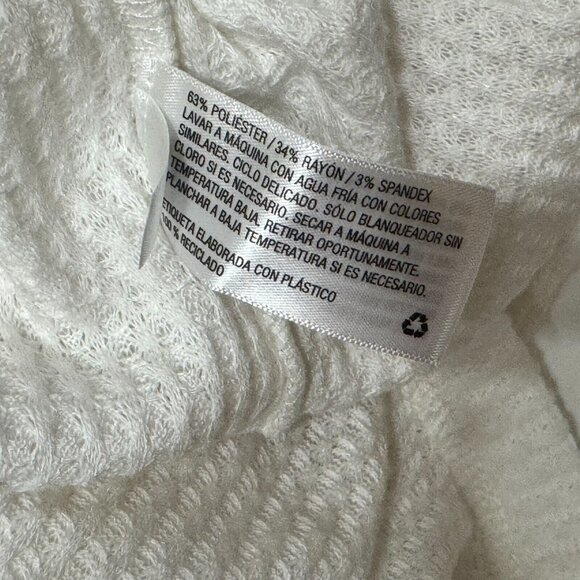 63% POLIÉSTER / 34% RAYON / 3% SPANDEX
LAVAR A MÁQUINA CON AGUA FRÍA CON COLORES
SIMILARES. CICLO DELICADO. SÓLO BLANQUEADOR SIN
CLORO SI ES NECESARIO. SECAR A MÁQUINA A
TEMPERATURA BAJA. RETIRAR OPORTUNAMENTE.
PLANCHAR A BAJA TEMPERATURA SI ES NECESARIO.
ETIQUETA ELABORADA CON PLÁSTICO
100 % RECICLADO